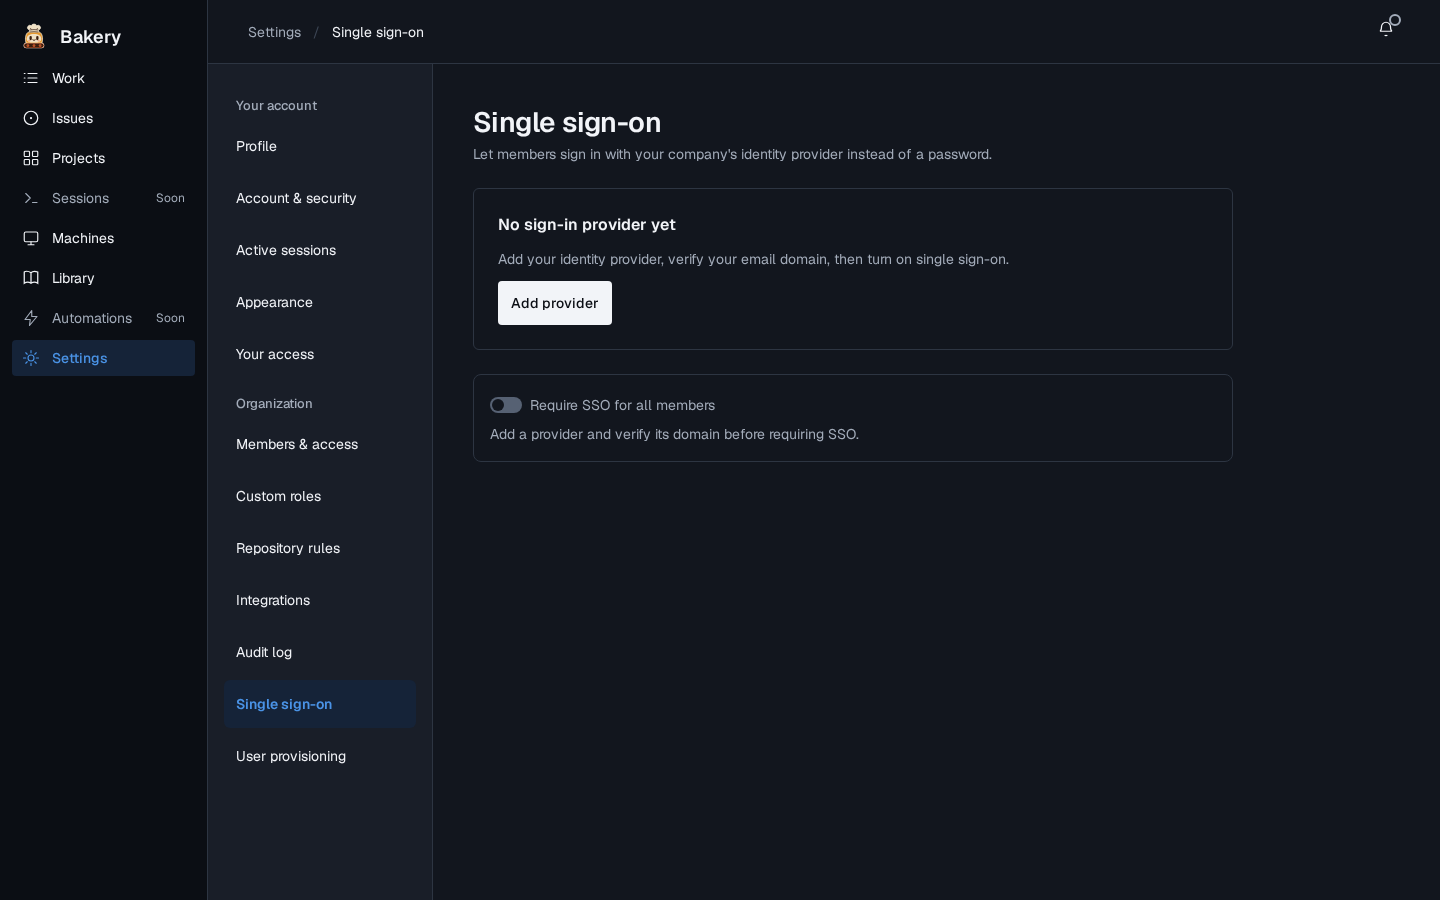 Bakery
Work
Issues
Projects
Sessions Soon
Machines
Library
Automations Soon
Settings
Settings / Single sign-on
Your account
Profile
Account & security
Active sessions
Appearance
Your access
Organization
Members & access
Custom roles
Repository rules
Integrations
Audit log
Single sign-on
User provisioning
Single sign-on
Let members sign in with your company's identity provider instead of a password.
No sign-in provider yet
Add your identity provider, verify your email domain, then turn on single sign-on.
Add provider
Require SSO for all members
Add a provider and verify its domain before requiring SSO.